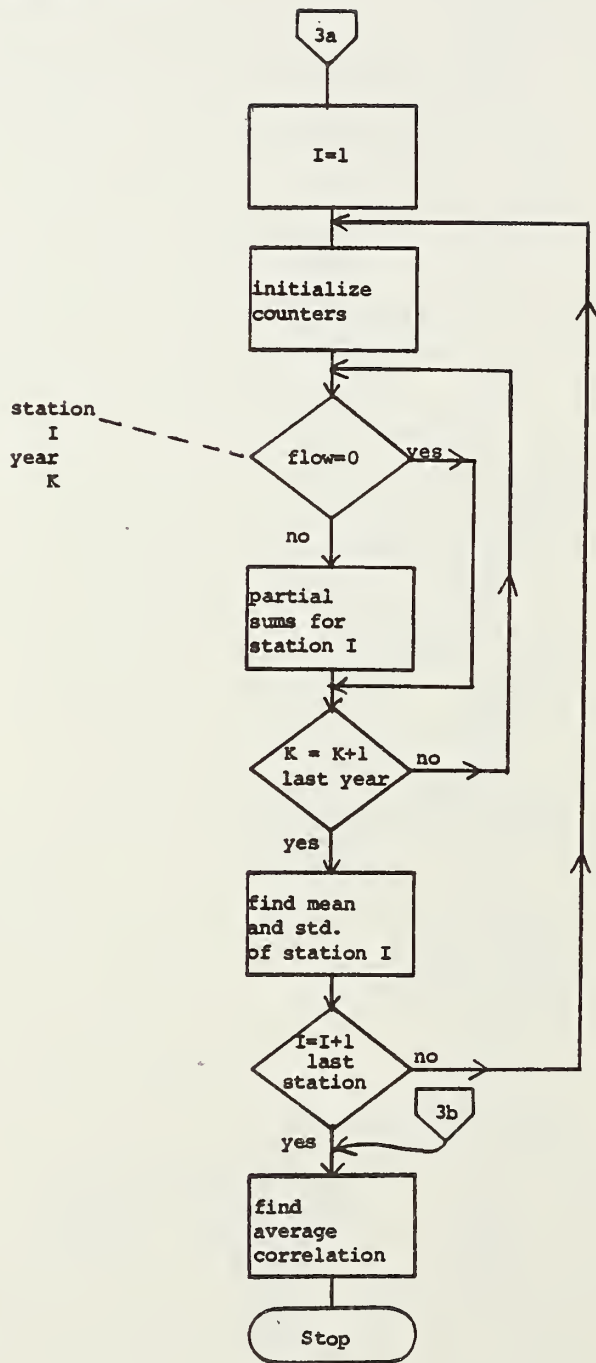 3a
I=1
initialize
counters
station
I
year
K
flow=0
yes
no
partial
sums for
station I
K = K+1
last year
no
yes
find mean
and std.
of station I
I=I+1
last
station
no
3b
yes
find
average
correlation
Stop